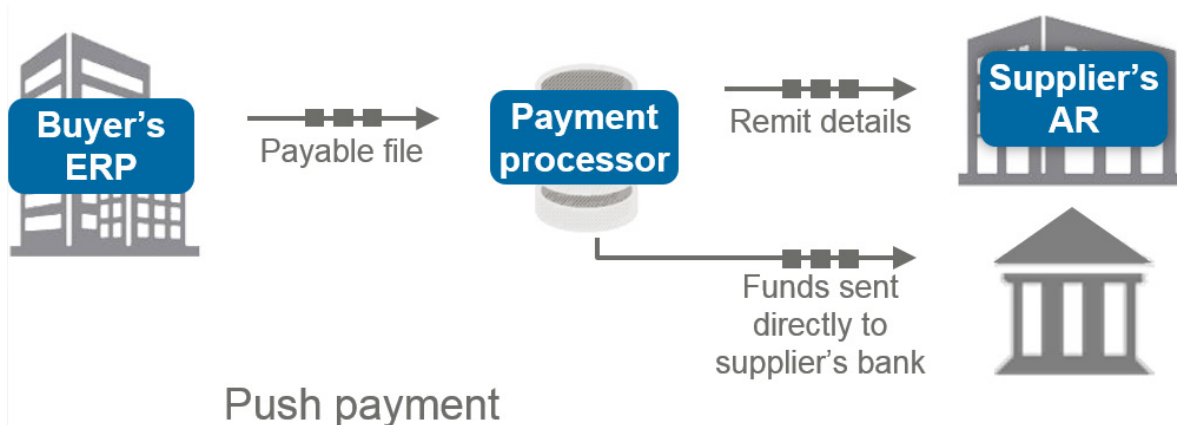 Buyer's
ERP
Payable file
Payment
processor
Remit details
Supplier's
AR
Funds sent
directly to
supplier's bank
Push payment